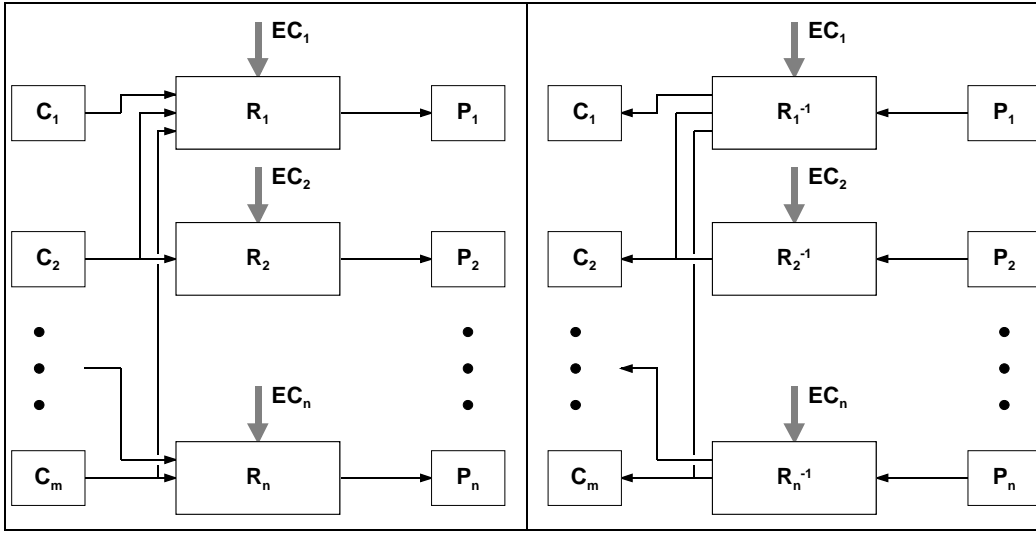 EC₁
C₁ R₁ P₁
EC₂
C₂ R₂ P₂
ECₙ
Cₘ Rₙ Pₙ
EC₁
C₁ R₁⁻¹ P₁
EC₂
C₂ R₂⁻¹ P₂
ECₙ
Cₘ Rₙ⁻¹ Pₙ